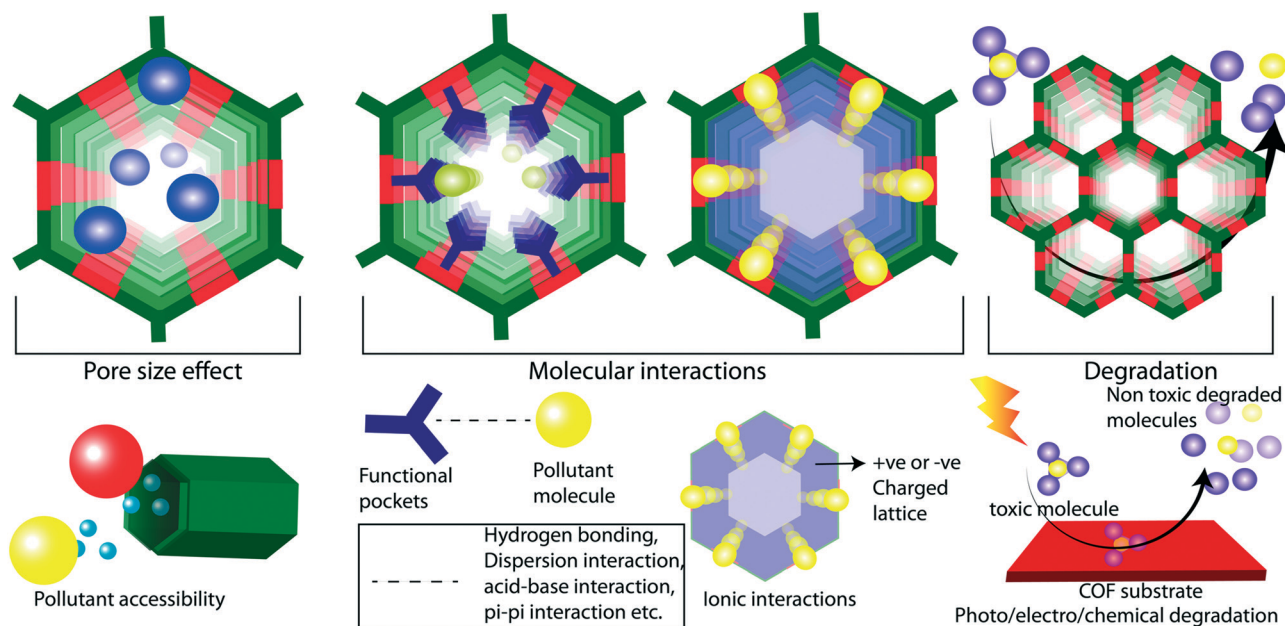 Pore size effect
Molecular interactions
Degradation
Pollutant accessibility
Functional
pockets
Pollutant
molecule
Hydrogen bonding,
Dispersion interaction,
acid-base interaction,
pi-pi interaction etc.
+ve or -ve
Charged
lattice
Ionic interactions
Non toxic degraded
molecules
toxic molecule
COF substrate
Photo/electro/chemical degradation